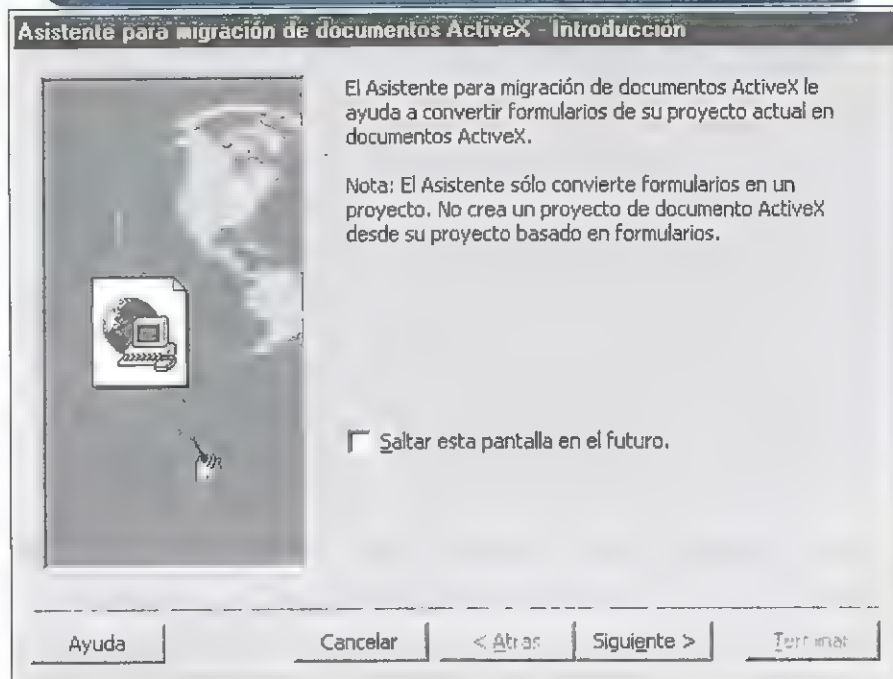 Asistente para migración de documentos ActiveX - Introducción
El Asistente para migración de documentos ActiveX le
ayuda a convertir formularios de su proyecto actual en
documentos ActiveX.
Nota: El Asistente sólo convierte formularios en un
proyecto. No crea un proyecto de documento ActiveX
desde su proyecto basado en formularios.
Saltar esta pantalla en el futuro.
Ayuda
Cancelar
< Atras
Siguiente >
Terminar